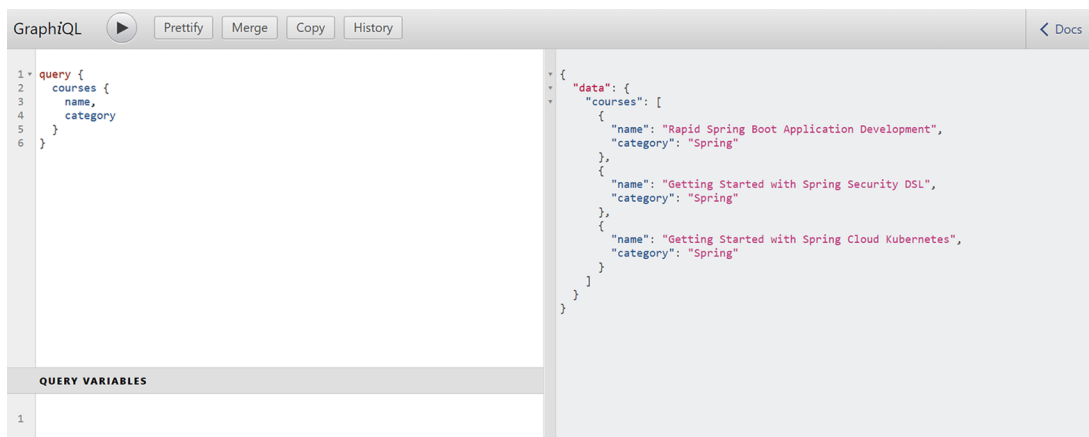 GraphiQL Prettify Merge Copy History Docs
1 query {
2   courses {
3     name,
4     category
5   }
6 }
QUERY VARIABLES
1
{
  "data": {
    "courses": [
      {
        "name": "Rapid Spring Boot Application Development",
        "category": "Spring"
      },
      {
        "name": "Getting Started with Spring Security DSL",
        "category": "Spring"
      },
      {
        "name": "Getting Started with Spring Cloud Kubernetes",
        "category": "Spring"
      }
    ]
  }
}